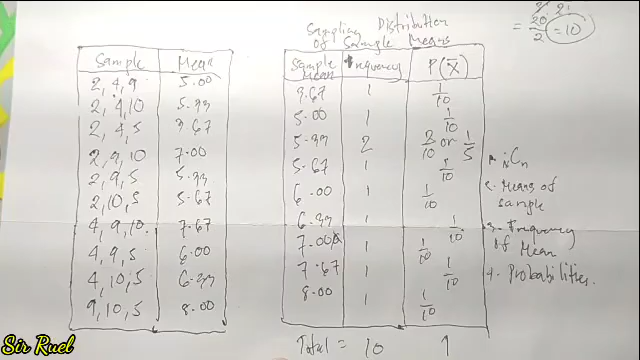 = 20/2 = 10
Sampling Distribution
Of Sample Means
Sample Mean
2, 4, 9 5.00
2, 4, 10 5.33
2, 4, 5 3.67
2, 9, 10 7.00
2, 9, 5 5.33
2, 10, 5 5.67
4, 9, 10 7.67
4, 9, 5 6.00
4, 10, 5 6.33
9, 10, 5 8.00
Sample Mean Frequency P(X̄)
3.67 1 1/10
5.00 1 1/10
5.33 2 2/10 or 1/5
5.67 1 1/10
6.00 1 1/10
6.33 1 1/10
7.00 1 1/10
7.67 1 1/10
8.00 1 1/10
Total = 10 1
Means of
sample
3. Frequency
of Mean
4. Probabilities.
Sir Ruel